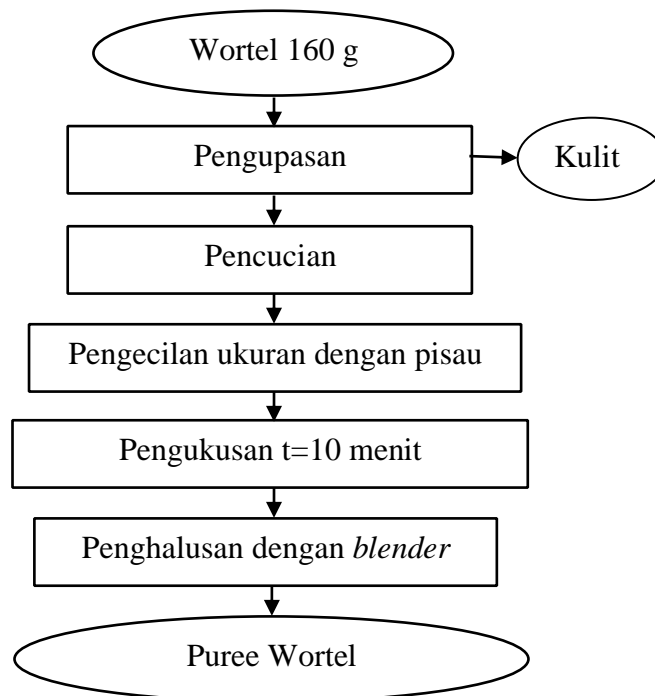 Wortel 160 g
Pengupasan
Kulit
Pencucian
Pengecilan ukuran dengan pisau
Pengukusan t=10 menit
Penghalusan dengan blender
Puree Wortel